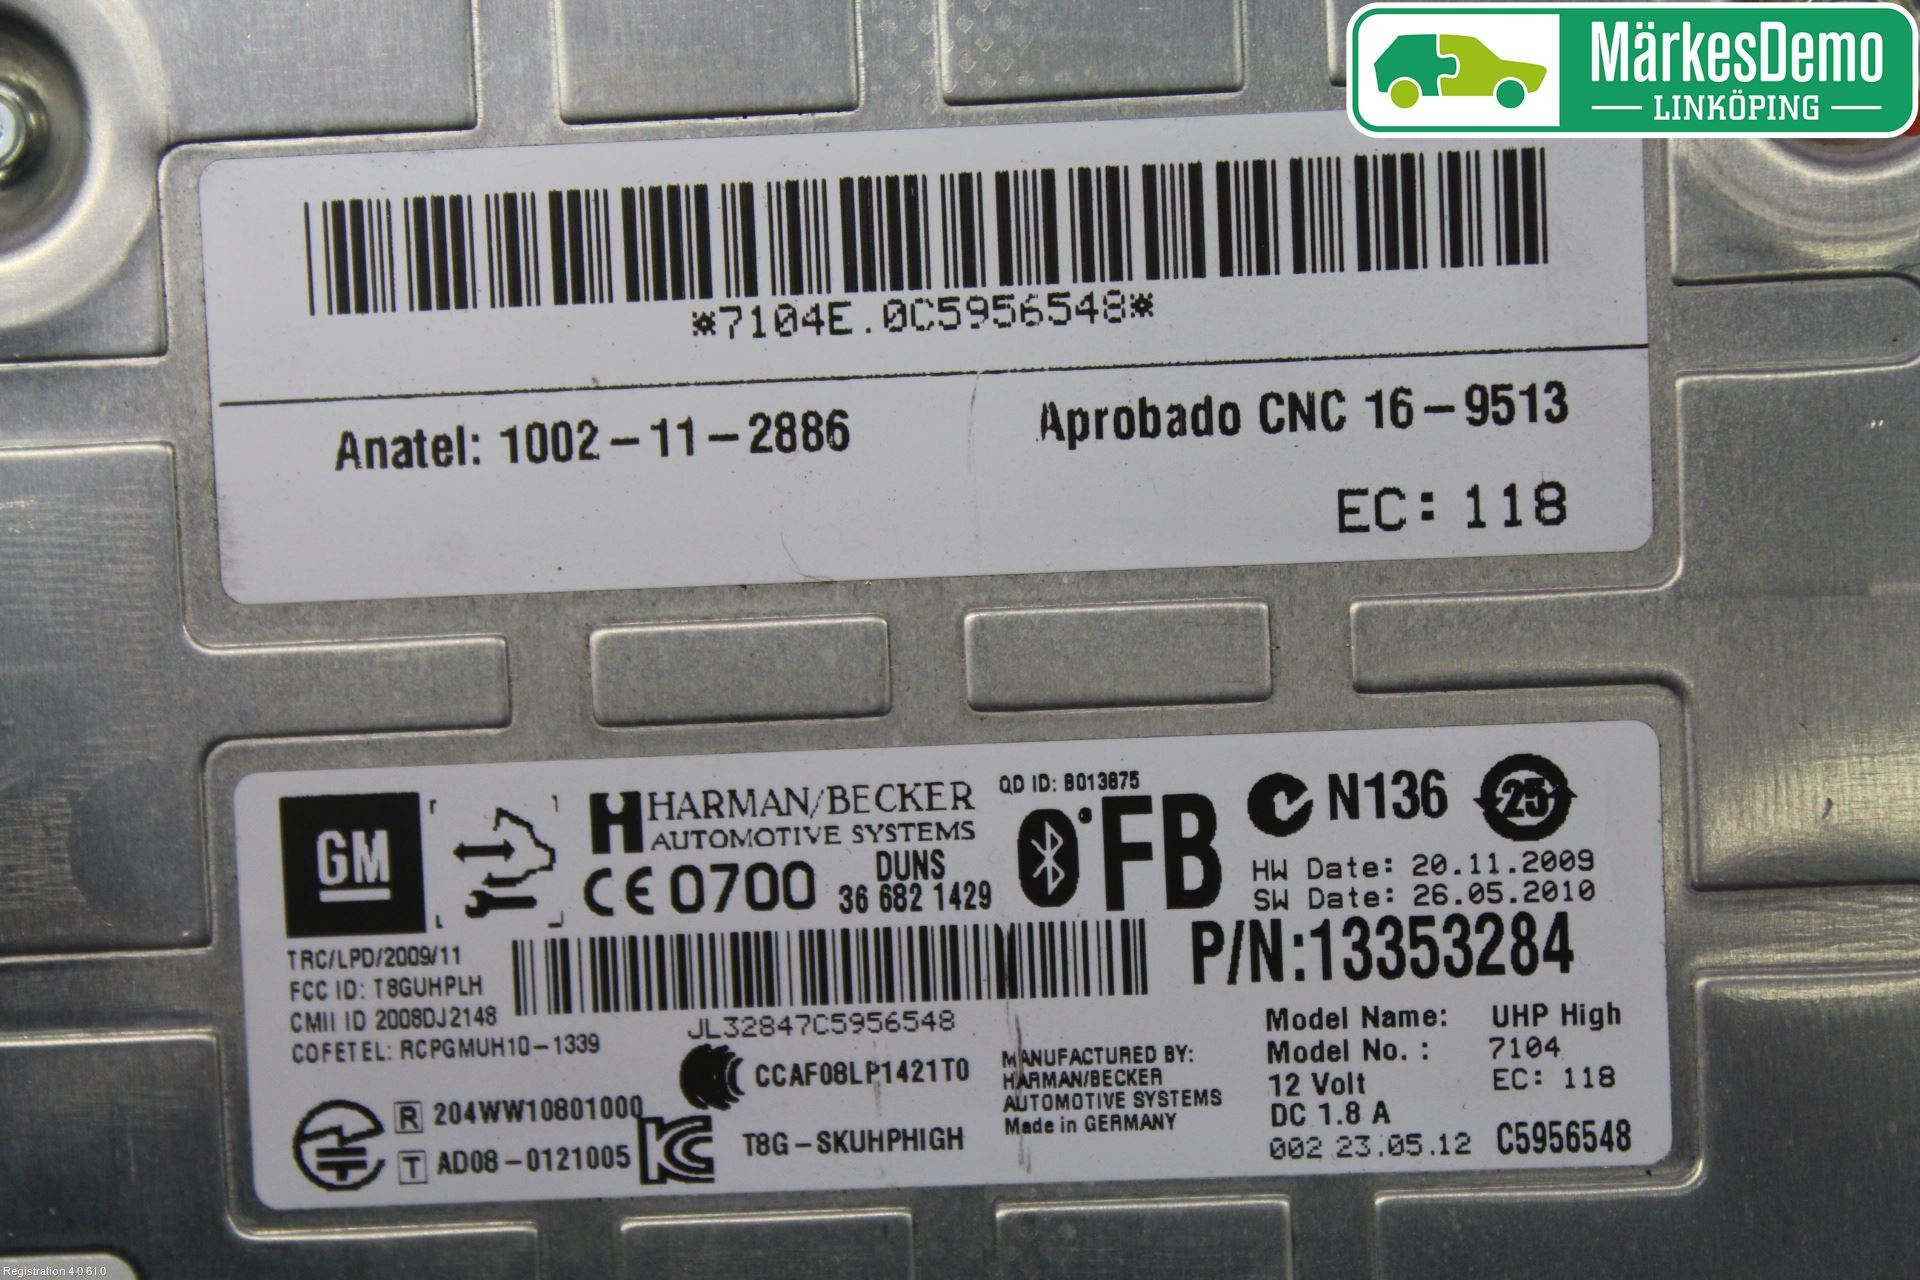 MärkesDemo
LINKÖPING
*7104E.0C5956548*
Anatel: 1002-11-2886
Aprobado CNC 16-9513
EC: 118
GM
HARMAN/BECKER
AUTOMOTIVE SYSTEMS
CE 0700
DUNS
36 682 1429
QD ID: B013875
FB
N136
25
HW Date: 20.11.2009
SW Date: 26.05.2010
P/N:13353284
TRC/LPD/2009/11
FCC ID: T8GUHPLH
CMII ID 2008DJ2148
COFETEL: RCPGMUH10-1339
JL32847C5956548
CCAF08LP1421T0
R 204WW10801000
T AD08-0121005
T8G-SKUHPHIGH
MANUFACTURED BY:
HARMAN/BECKER
AUTOMOTIVE SYSTEMS
Made in GERMANY
Model Name: UHP High
Model No. : 7104
12 Volt EC: 118
DC 1.8 A
002 23.05.12 C5956548
Registration 4.0.61.0